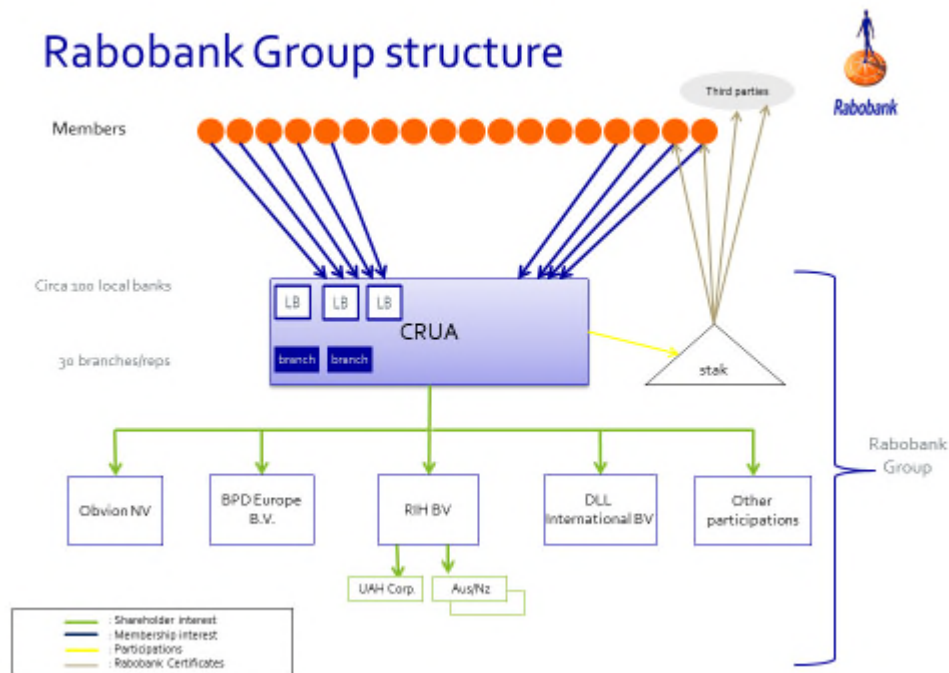 Rabobank Group structure
Third parties
Rabobank
Members
Circa 100 local banks
LB
LB
LB
CRUA
30 branches/reps
branch
branch
stak
Rabobank
Group
Obvion NV
BPD Europe
B.V.
RIH BV
DLL
International BV
Other
participations
UAH Corp.
Aus/Nz
: Shareholder interest
: Membership interest
: Participations
: Rabobank Certificates